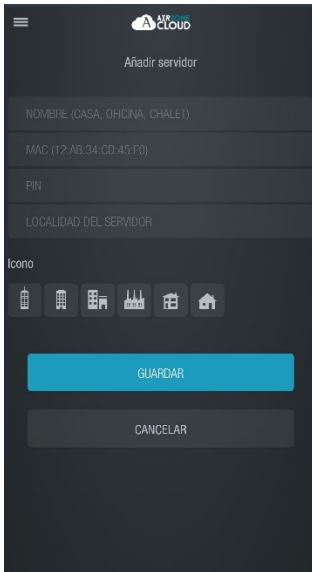 A AIRZONE
CLOUD
Añadir servidor
NOMBRE (CASA, OFICINA, CHALET)
MAC (12:AB:34:CD:45:F0)
PIN
LOCALIDAD DEL SERVIDOR
Icono
GUARDAR
CANCELAR